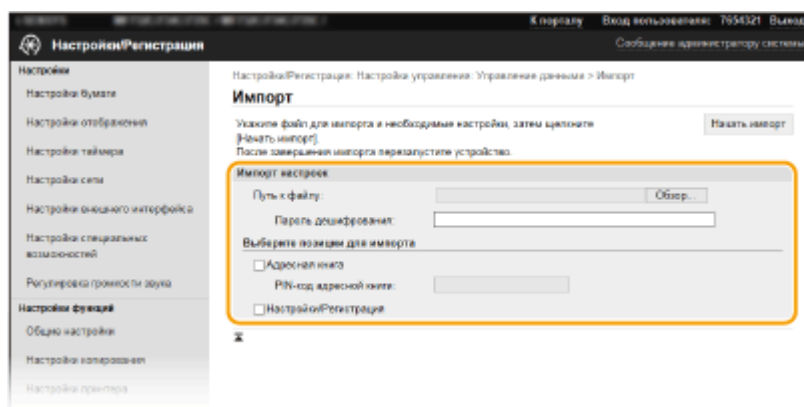 К порталу Вход пользователя: 7654321 Выход
Настройки/Регистрация
Сообщение администратору системы
Настройки
Настройки бумаги
Настройки отображения
Настройки таймера
Настройки сети
Настройки внешнего интерфейса
Настройки специальных
возможностей
Регулировка громкости звука
Настройки функций
Общие настройки
Настройки копирования
Настройки принтера
Настройки/Регистрация: Настройки управления: Управление данными > Импорт
Импорт
Укажите файл для импорта и необходимые настройки, затем щелкните
[Начать импорт].
После завершения импорта перезапустите устройство.
Начать импорт
Импорт настроек
Путь к файлу:
Обзор...
Пароль дешифрования:
Выберите позиции для импорта
Адресная книга
PIN-код адресной книги:
Настройки/Регистрация